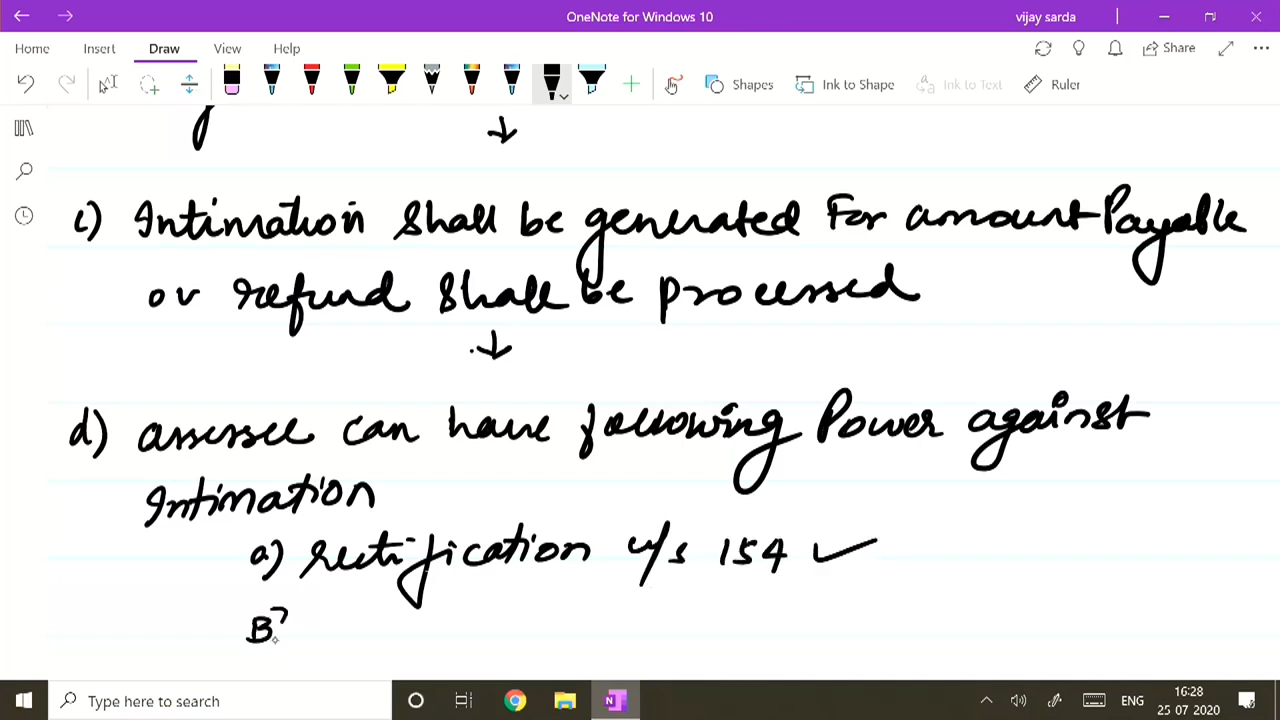 OneNote for Windows 10
vijay sarda
Home Insert Draw View Help
Share
Shapes Ink to Shape Ink to Text Ruler
c) Intimation shall be generated For amount Payable
or refund shall be processed
d) assessee can have following Power against
Intimation
a) rectification u/s 154 ✓
B)
Type here to search
ENG
16:28
25-07-2020